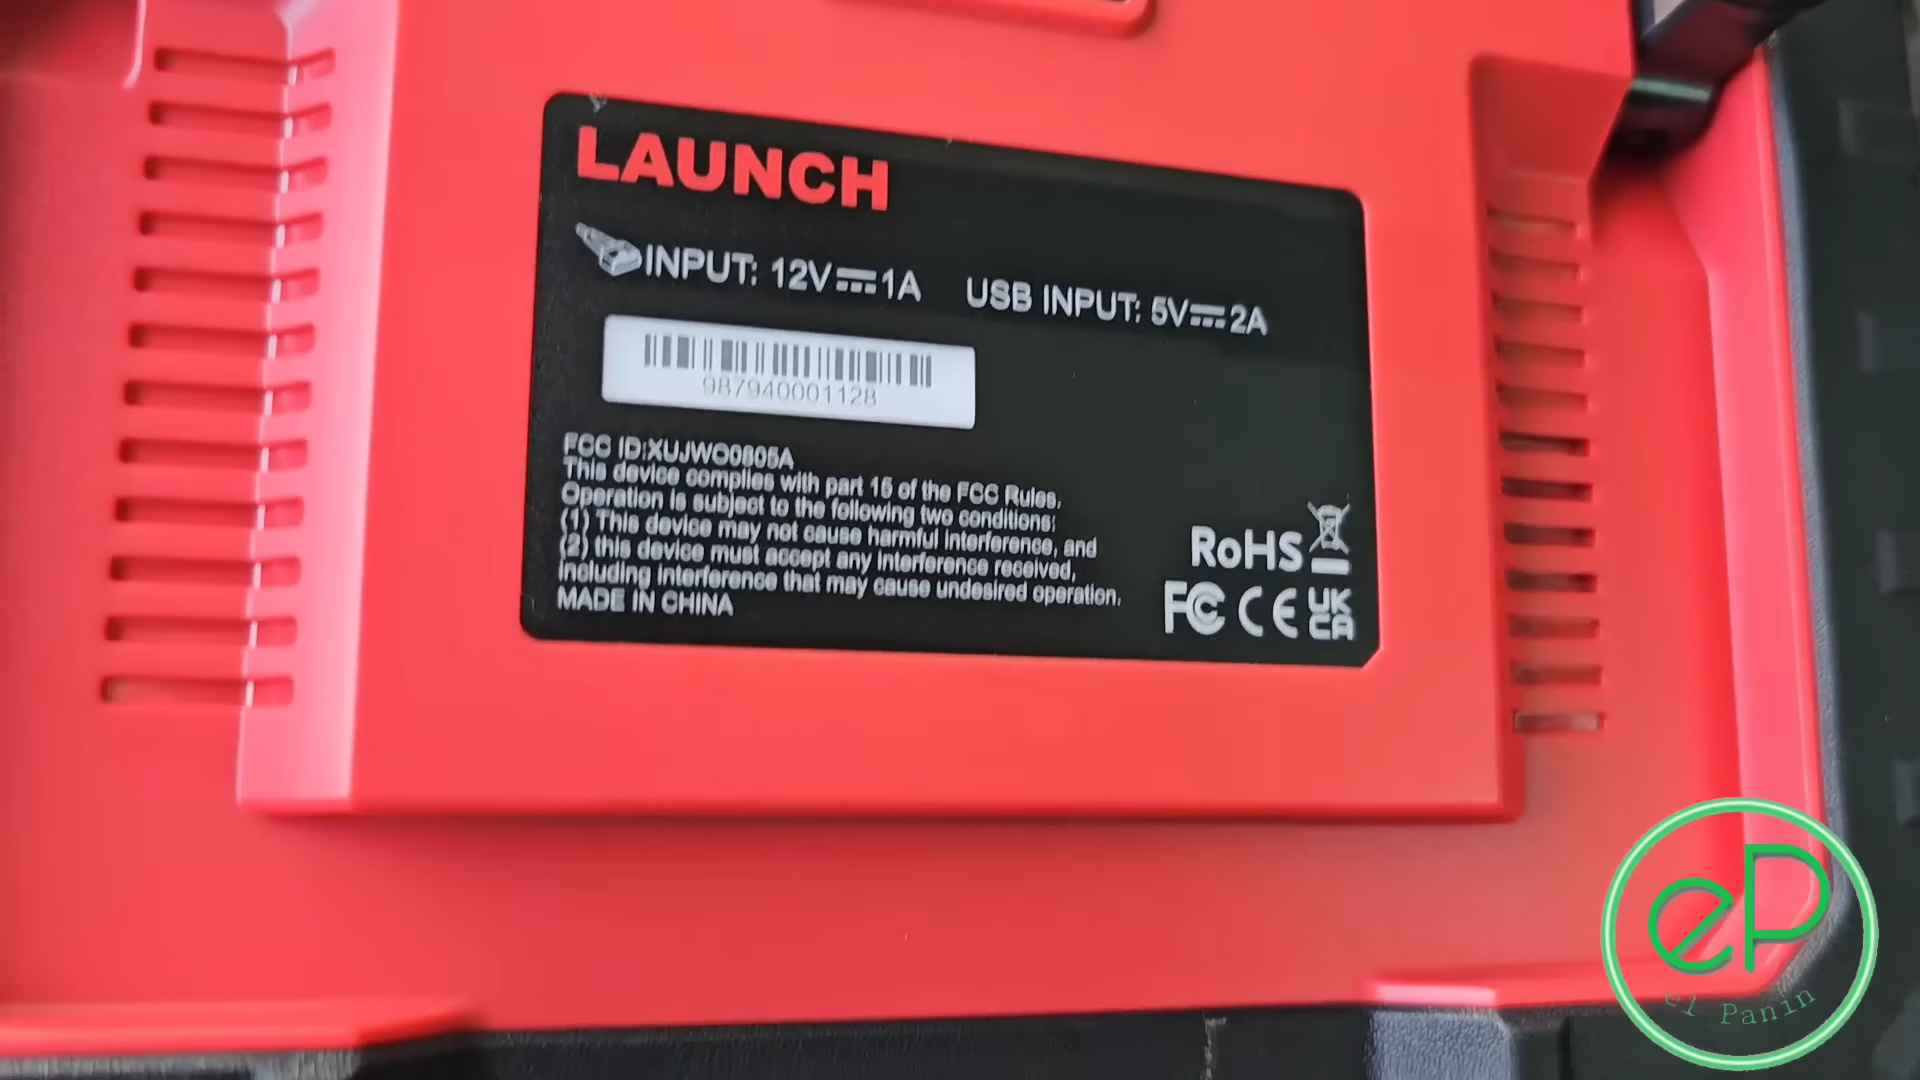 LAUNCH
INPUT: 12V⎓1A USB INPUT: 5V⎓2A
987940001128
FCC ID:XUJWO0805A
This device complies with part 15 of the FCC Rules.
Operation is subject to the following two conditions:
(1) This device may not cause harmful interference, and
(2) this device must accept any interference received,
including interference that may cause undesired operation.
MADE IN CHINA
RoHS
FC CE UK
CA
eP
el Panin